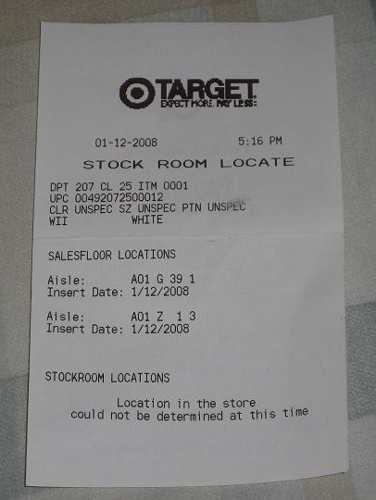 TARGET
EXPECT MORE. PAY LESS:
01-12-2008 5:16 PM
STOCK ROOM LOCATE
DPT 207 CL 25 ITM 0001
UPC 00492072500012
CLR UNSPEC SZ UNSPEC PTN UNSPEC
WII WHITE
SALESFLOOR LOCATIONS
Aisle: A01 G 39 1
Insert Date: 1/12/2008
Aisle: A01 Z 1 3
Insert Date: 1/12/2008
STOCKROOM LOCATIONS
Location in the store
could not be determined at this time